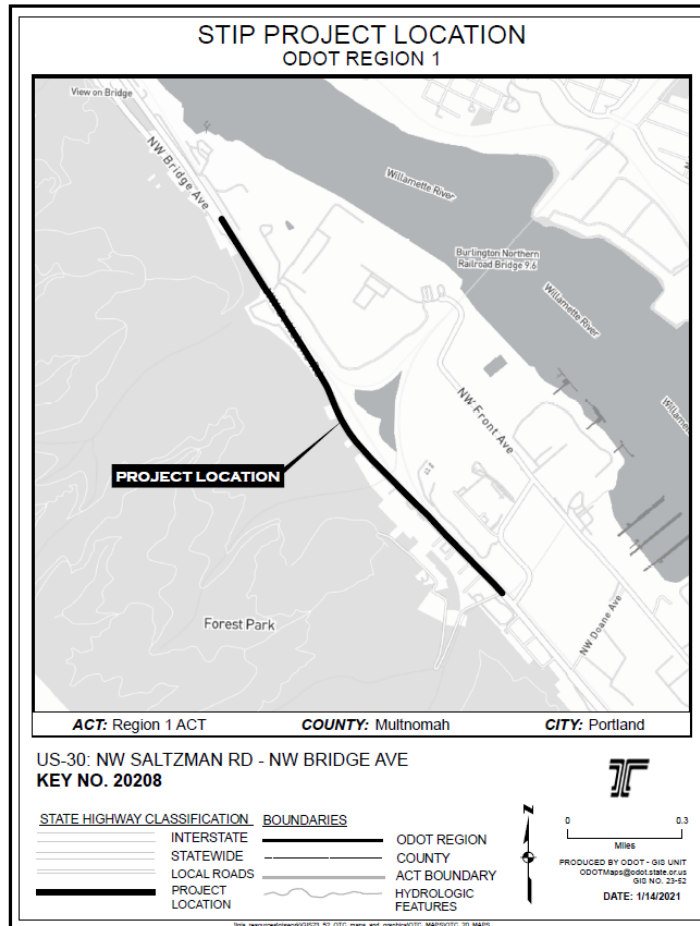 STIP PROJECT LOCATION
ODOT REGION 1
View on Bridge
NW Bridge Ave
Willamette River
Burlington Northern
Railroad Bridge 9.6
Willamette River
NW Front Ave
PROJECT LOCATION
Forest Park
NW Doane Ave
ACT: Region 1 ACT COUNTY: Multnomah CITY: Portland
US-30: NW SALTZMAN RD - NW BRIDGE AVE
KEY NO. 20208
STATE HIGHWAY CLASSIFICATION
INTERSTATE
STATEWIDE
LOCAL ROADS
PROJECT
LOCATION
BOUNDARIES
ODOT REGION
COUNTY
ACT BOUNDARY
HYDROLOGIC
FEATURES
N
0 0.3
Miles
PRODUCED BY ODOT - GIS UNIT
ODOTMaps@odot.state.or.us
GIS NO. 23-52
DATE: 1/14/2021